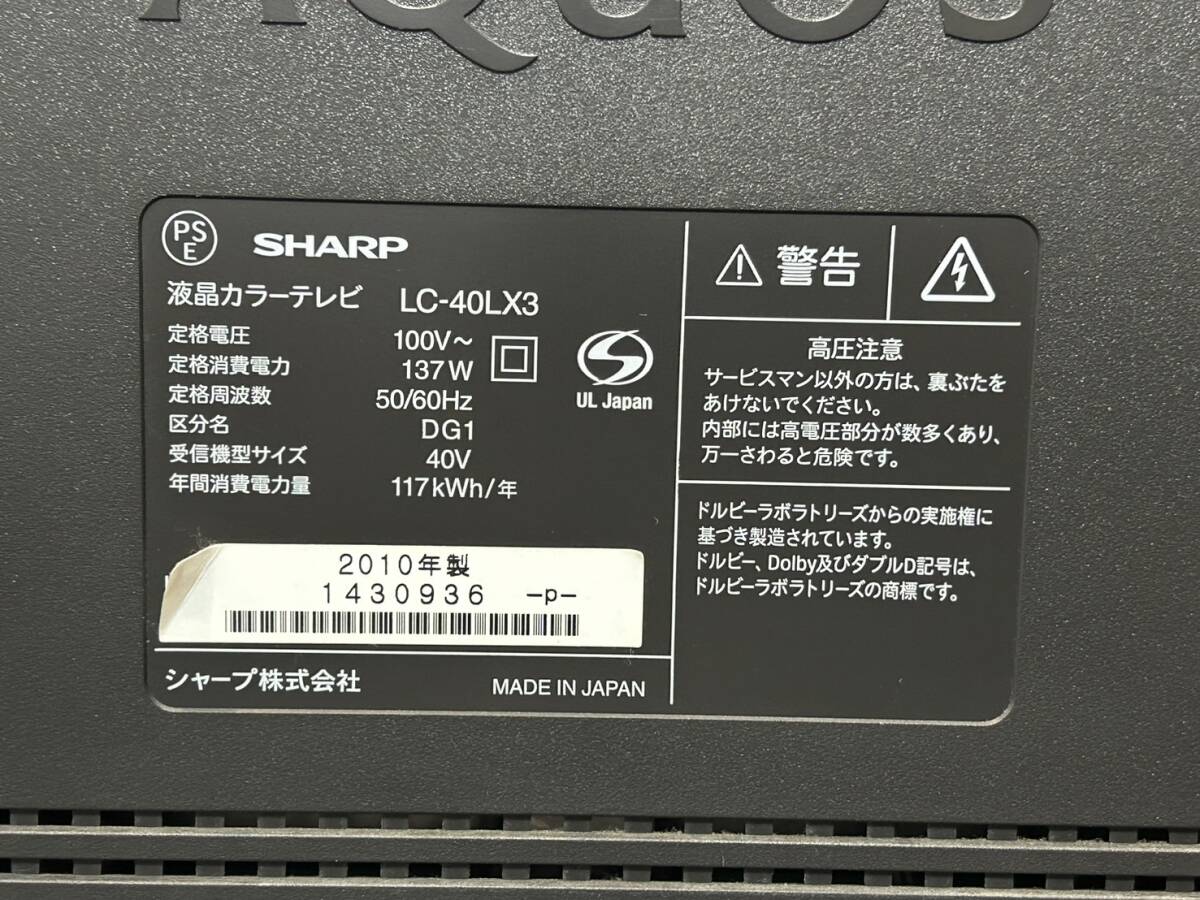 AQUOS
PS
E
SHARP
液晶カラーテレビ LC-40LX3
定格電圧 100V～
定格消費電力 137W
定格周波数 50/60Hz
区分名 DG1
受信機型サイズ 40V
年間消費電力量 117kWh/年
UL Japan
2010年製
1430936 -p-
シャープ株式会社 MADE IN JAPAN
警告
高圧注意
サービスマン以外の方は、裏ぶたを
あけないでください。
内部には高電圧部分が数多くあり、
万一さわると危険です。
ドルビーラボラトリーズからの実施権に
基づき製造されています。
ドルビー、Dolby及びダブルD記号は、
ドルビーラボラトリーズの商標です。